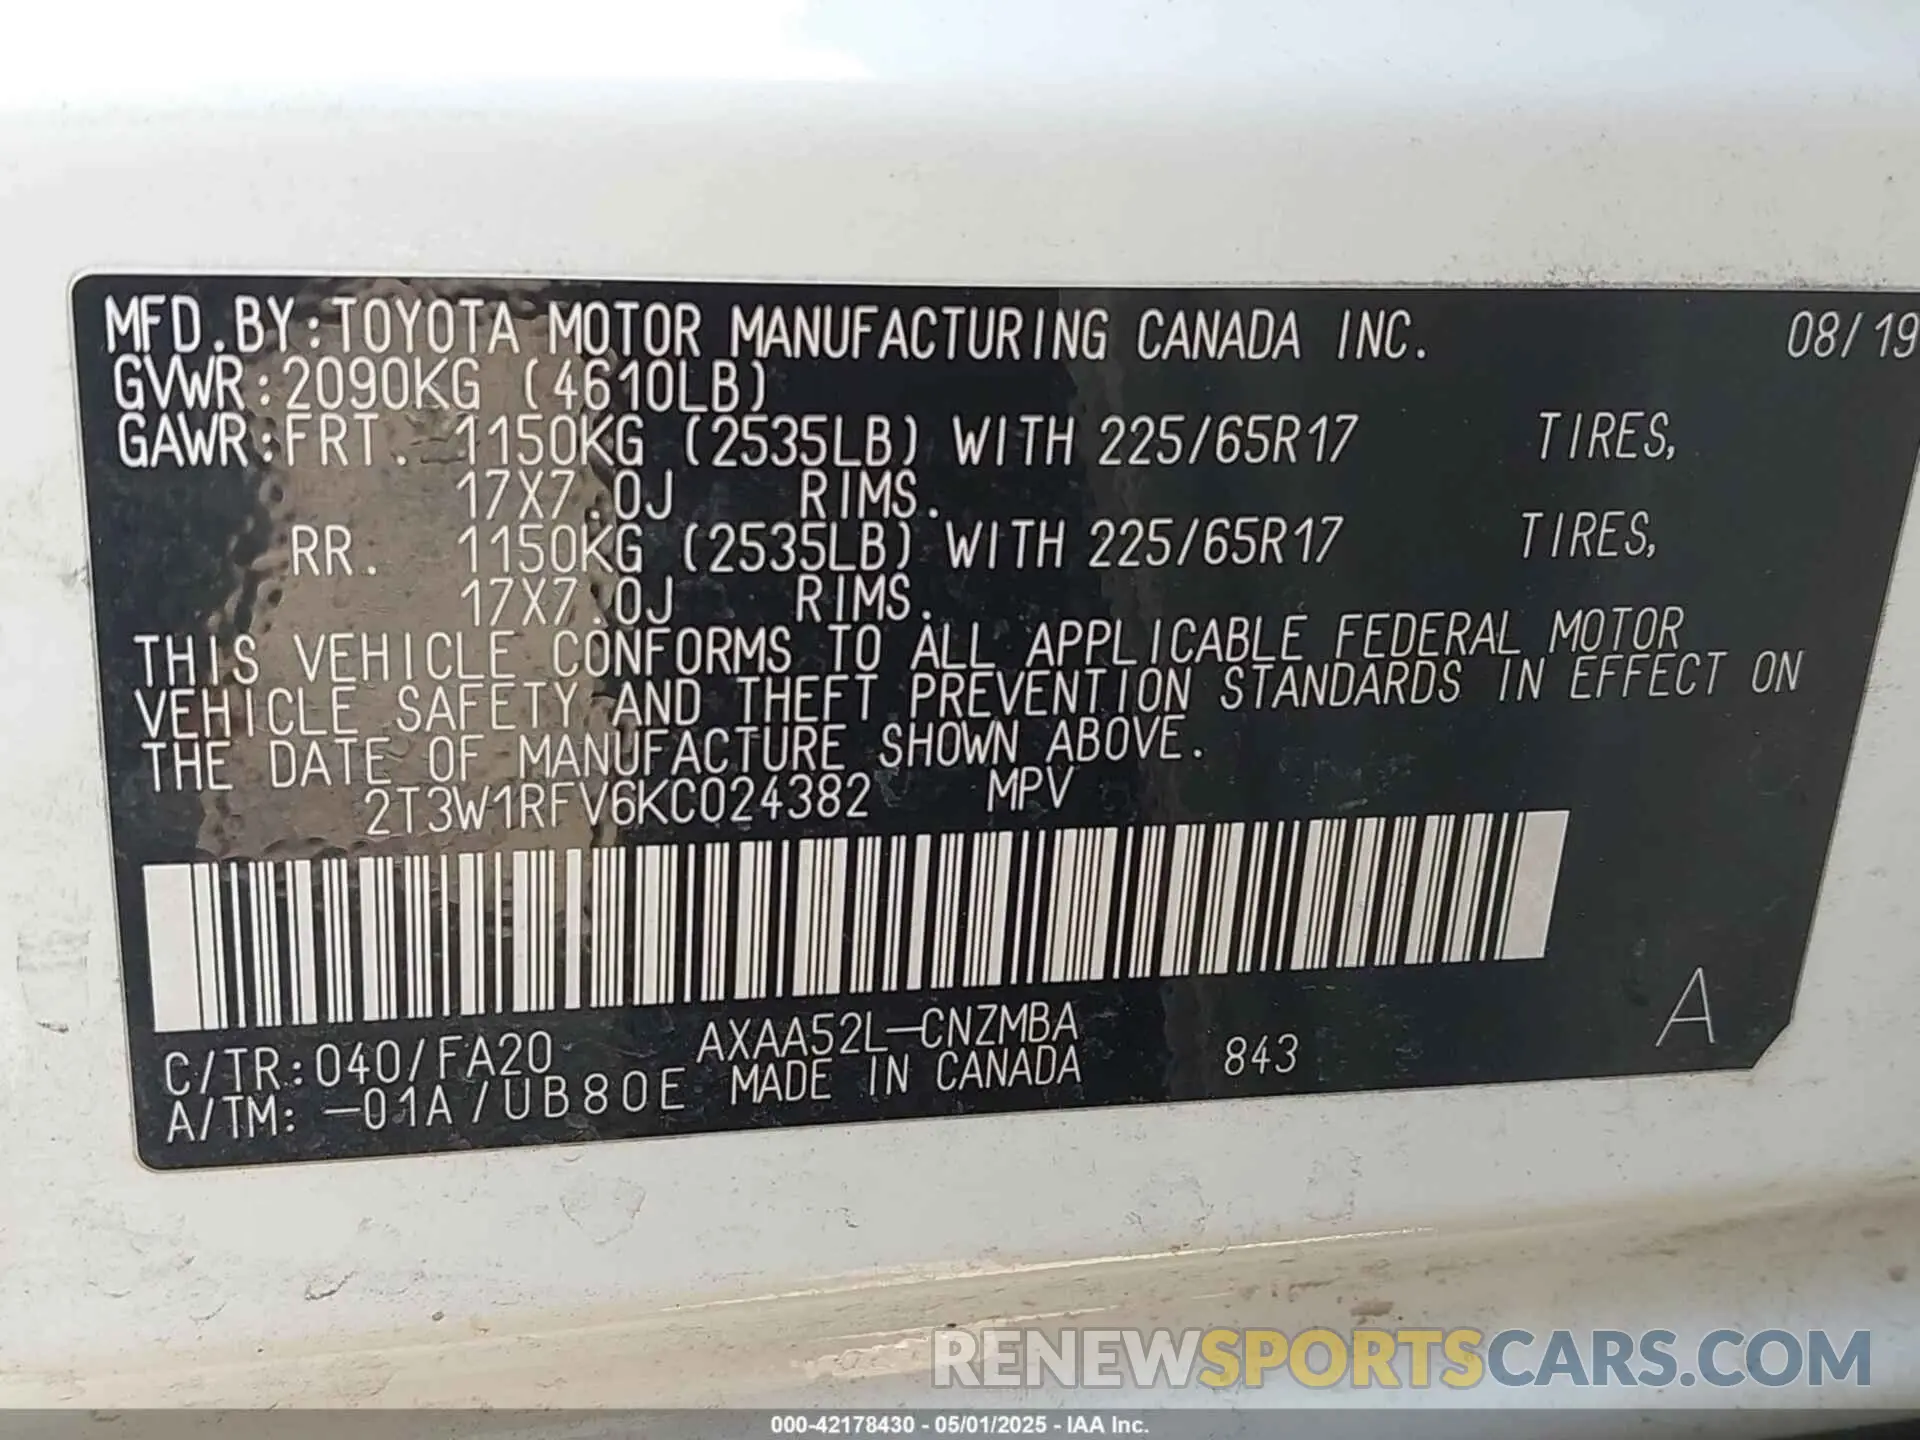 MFD.BY:TOYOTA MOTOR MANUFACTURING CANADA INC. 08/19
GVWR:2090KG (4610LB)
GAWR:FRT. 1150KG (2535LB) WITH 225/65R17 TIRES,
17X7.0J RIMS.
RR. 1150KG (2535LB) WITH 225/65R17 TIRES,
17X7.0J RIMS.
THIS VEHICLE CONFORMS TO ALL APPLICABLE FEDERAL MOTOR
VEHICLE SAFETY AND THEFT PREVENTION STANDARDS IN EFFECT ON
THE DATE OF MANUFACTURE SHOWN ABOVE.
2T3W1RFV6KC024382 MPV
C/TR:040/FA20 AXAA52L-CNZMBA 843 A
A/TM: -01A/UB80E MADE IN CANADA
RENEWSPORTSCARS.COM
000-42178430 - 05/01/2025 - IAA Inc.